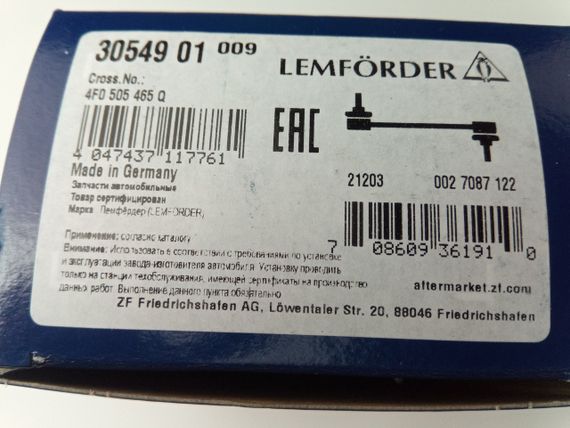 30549 01 009
LEMFÖRDER
Cross.No.:
4F0 505 465 Q
EAC
4 047437 117761
Made in Germany
Запчасти автомобильные
Товар сертифицирован
Марка Лемфёрдер (LEMFÖRDER)
21203 002 7087 122
7 08609 36191 0
Применение: согласно каталогу
Внимание: Использовать в соответствии с требованиями по установке
и эксплуатации завода-изготовителя автомобиля. Установку проводить
только на станции техобслуживания, имеющей сертификаты на производство
данных работ. Выполнение данного пункта обязательно
aftermarket.zf.com
ZF Friedrichshafen AG, Löwentaler Str. 20, 88046 Friedrichshafen